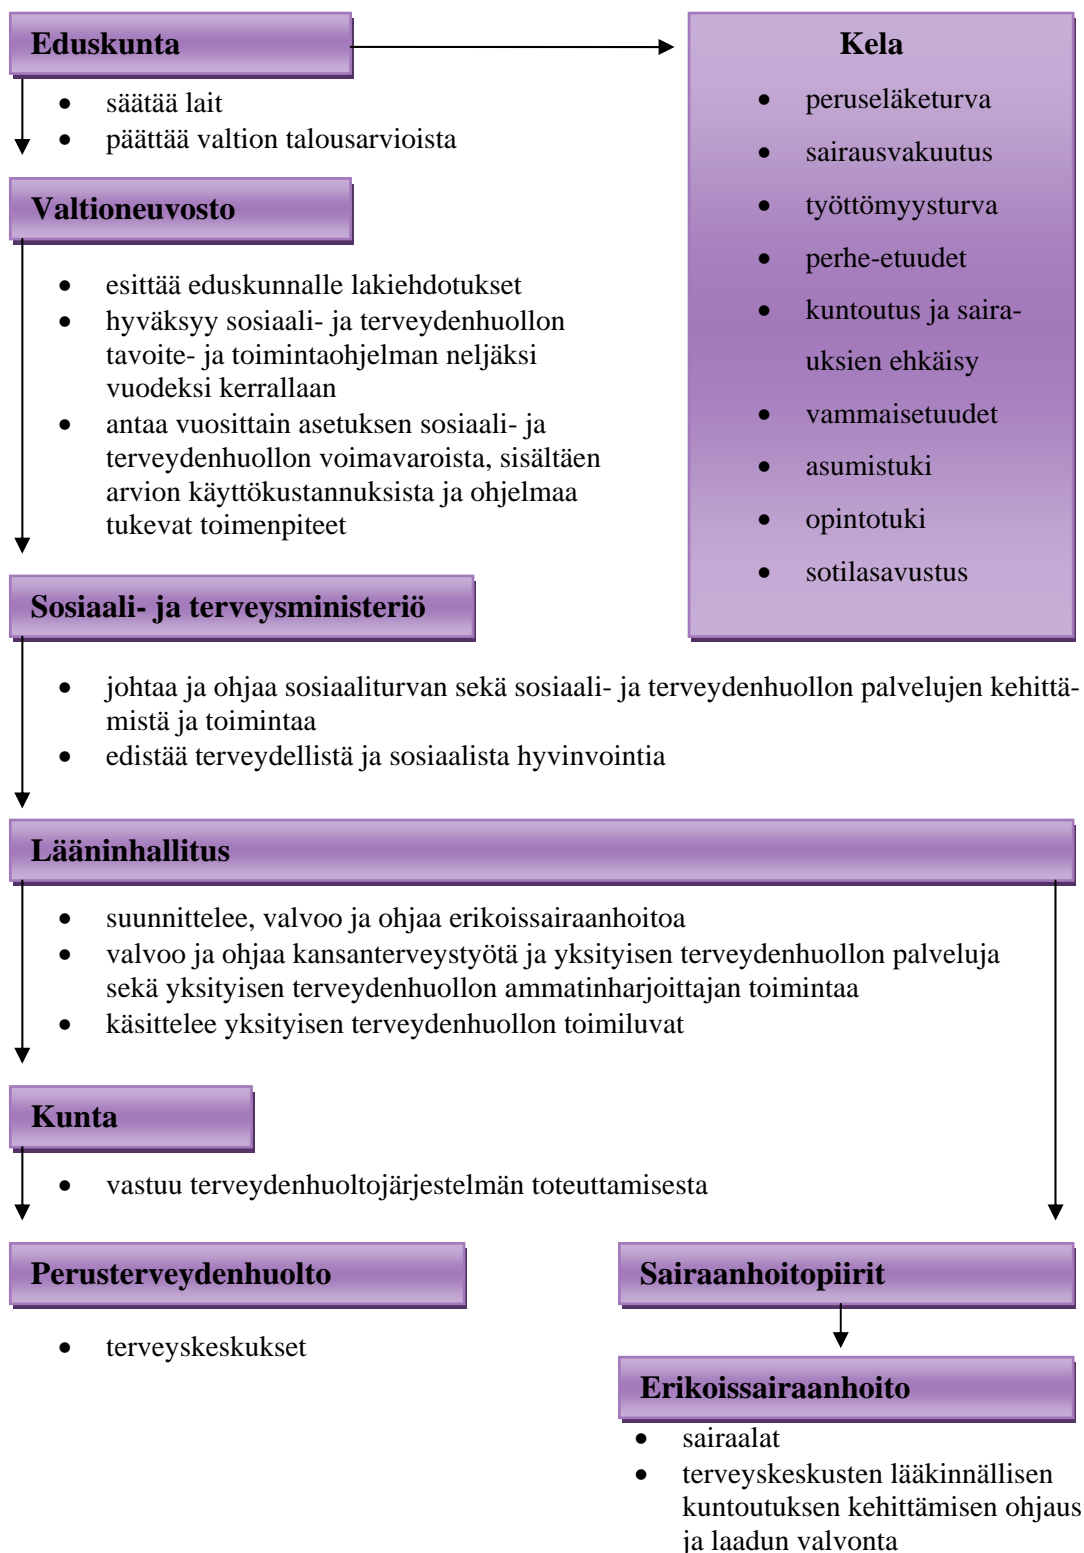 Eduskunta
• säätää lait
• päättää valtion talousarvioista
Kela
• peruseläketurva
• sairausvakuutus
• työttömyysturva
• perhe-etuudet
• kuntoutus ja saira-
uksien ehkäisy
• vammaisetuudet
• asumistuki
• opintotuki
• sotilasavustus
Valtioneuvosto
• esittää eduskunnalle lakiehdotukset
• hyväksyy sosiaali- ja terveydenhuollon
tavoite- ja toimintaohjelman neljäksi
vuodeksi kerrallaan
• antaa vuosittain asetuksen sosiaali- ja
terveydenhuollon voimavaroista, sisältäen
arvion käyttökustannuksista ja ohjelmaa
tukevat toimenpiteet
Sosiaali- ja terveysministeriö
• johtaa ja ohjaa sosiaaliturvan sekä sosiaali- ja terveydenhuollon palvelujen kehittä-
mistä ja toimintaa
• edistää terveydellistä ja sosiaalista hyvinvointia
Lääninhallitus
• suunnittelee, valvoo ja ohjaa erikoissairaanhoitoa
• valvoo ja ohjaa kansanterveystyötä ja yksityisen terveydenhuollon palveluja
sekä yksityisen terveydenhuollon ammatinharjoittajan toimintaa
• käsittelee yksityisen terveydenhuollon toimiluvat
Kunta
• vastuu terveydenhuoltojärjestelmän toteuttamisesta
Perusterveydenhuolto
• terveyskeskukset
Sairaanhoitopiirit
Erikoissairaanhoito
• sairaalat
• terveyskeskusten lääkinnällisen
kuntoutuksen kehittämisen ohjaus
ja laadun valvonta